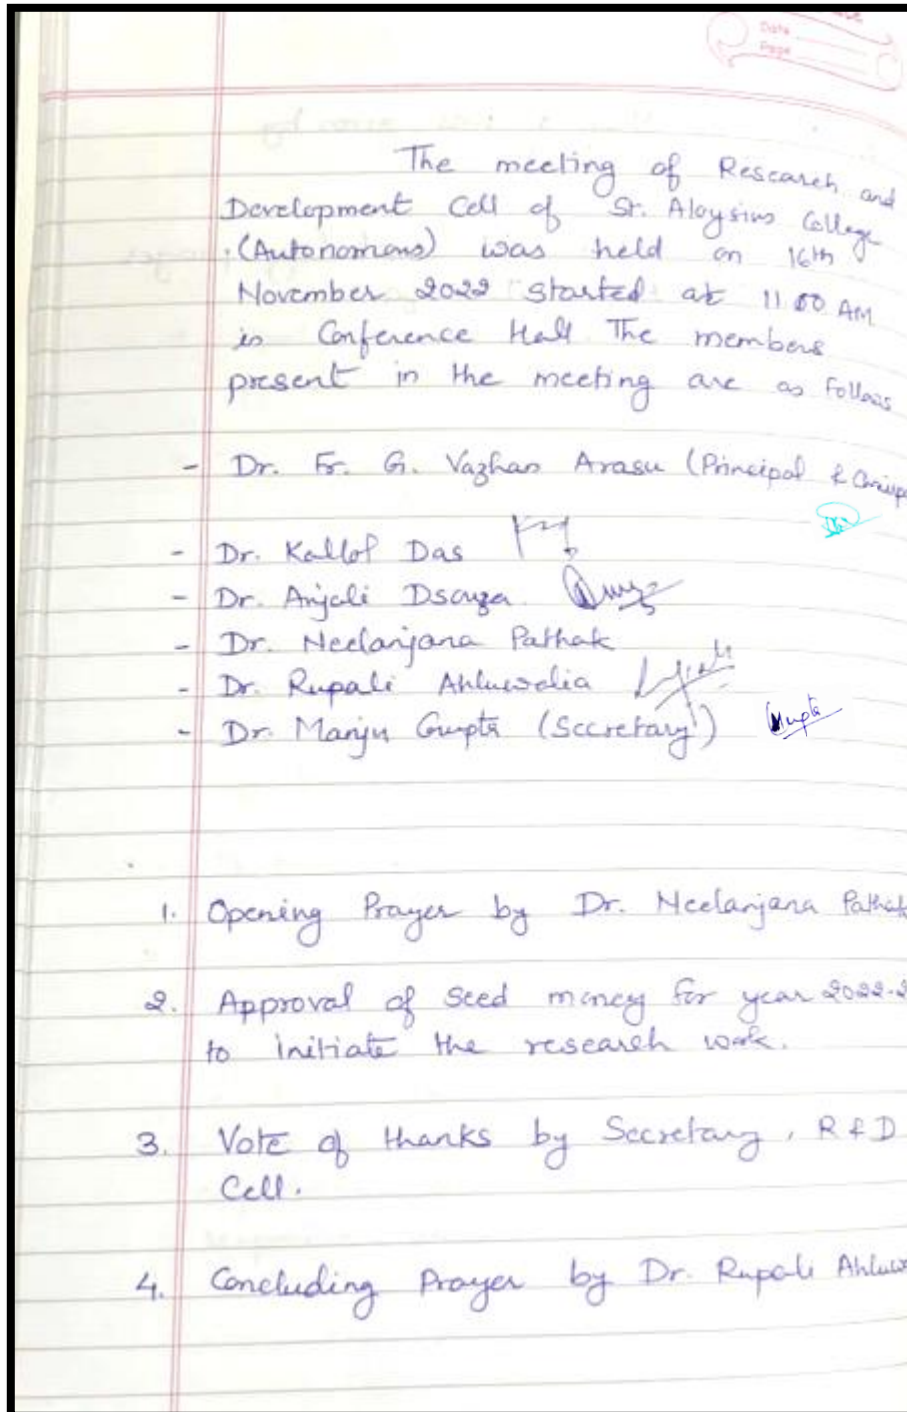 Date
Page
The meeting of Research and
Development Cell of St. Aloysius College
(Autonomous) was held on 16th
November 2022 started at 11.00 AM
in Conference Hall The members
present in the meeting are as follows
- Dr. Fr. G. Vazhan Arasu (Principal &
- Dr. Kallol Das
- Dr. Anjali Dsouza
- Dr. Neelanjana Pathak
- Dr. Rupali Ahluwalia
- Dr. Manju Gupta (Secretary) Gupta
1. Opening Prayer by Dr. Neelanjana Pathak
2. Approval of seed money for year 2022-2
to initiate the research work.
3. Vote of thanks by Secretary, R & D
Cell.
4. Concluding Prayer by Dr. Rupali Ahluw